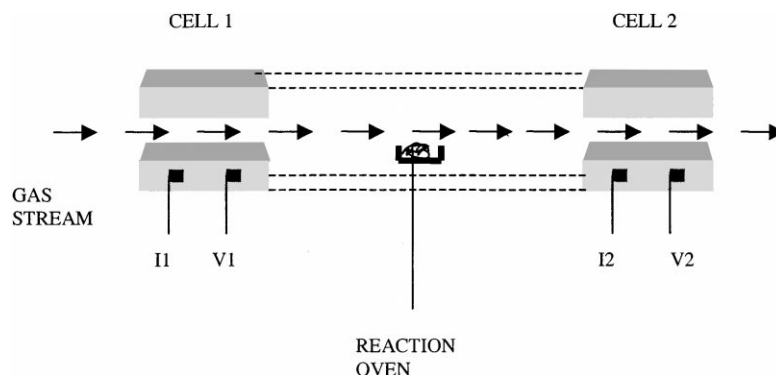 CELL 1
CELL 2
GAS
STREAM
I1
V1
I2
V2
REACTION
OVEN